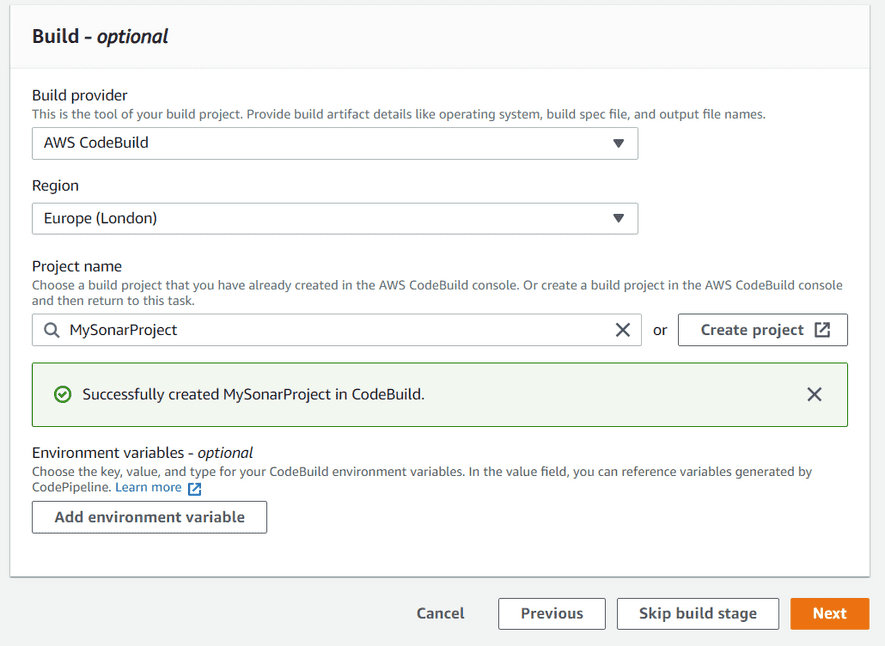 Build - optional
Build provider
This is the tool of your build project. Provide build artifact details like operating system, build spec file, and output file names.
AWS CodeBuild
Region
Europe (London)
Project name
Choose a build project that you have already created in the AWS CodeBuild console. Or create a build project in the AWS CodeBuild console
and then return to this task.
MySonarProject or Create project
Successfully created MySonarProject in CodeBuild.
Environment variables - optional
Choose the key, value, and type for your CodeBuild environment variables. In the value field, you can reference variables generated by
CodePipeline. Learn more
Add environment variable
Cancel Previous Skip build stage Next